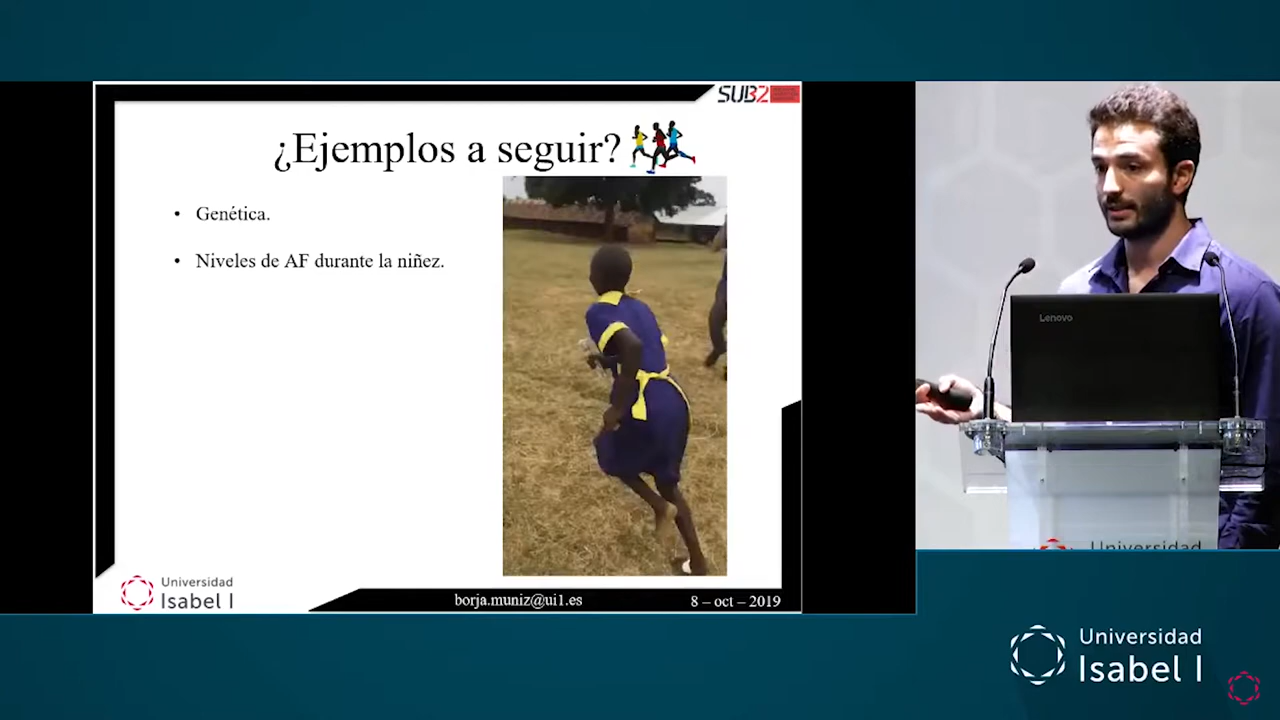 SUB2
¿Ejemplos a seguir?
• Genética.
• Niveles de AF durante la niñez.
Universidad
Isabel I
borja.muniz@ui1.es
8 – oct – 2019
Lenovo
Universidad
Universidad
Isabel I